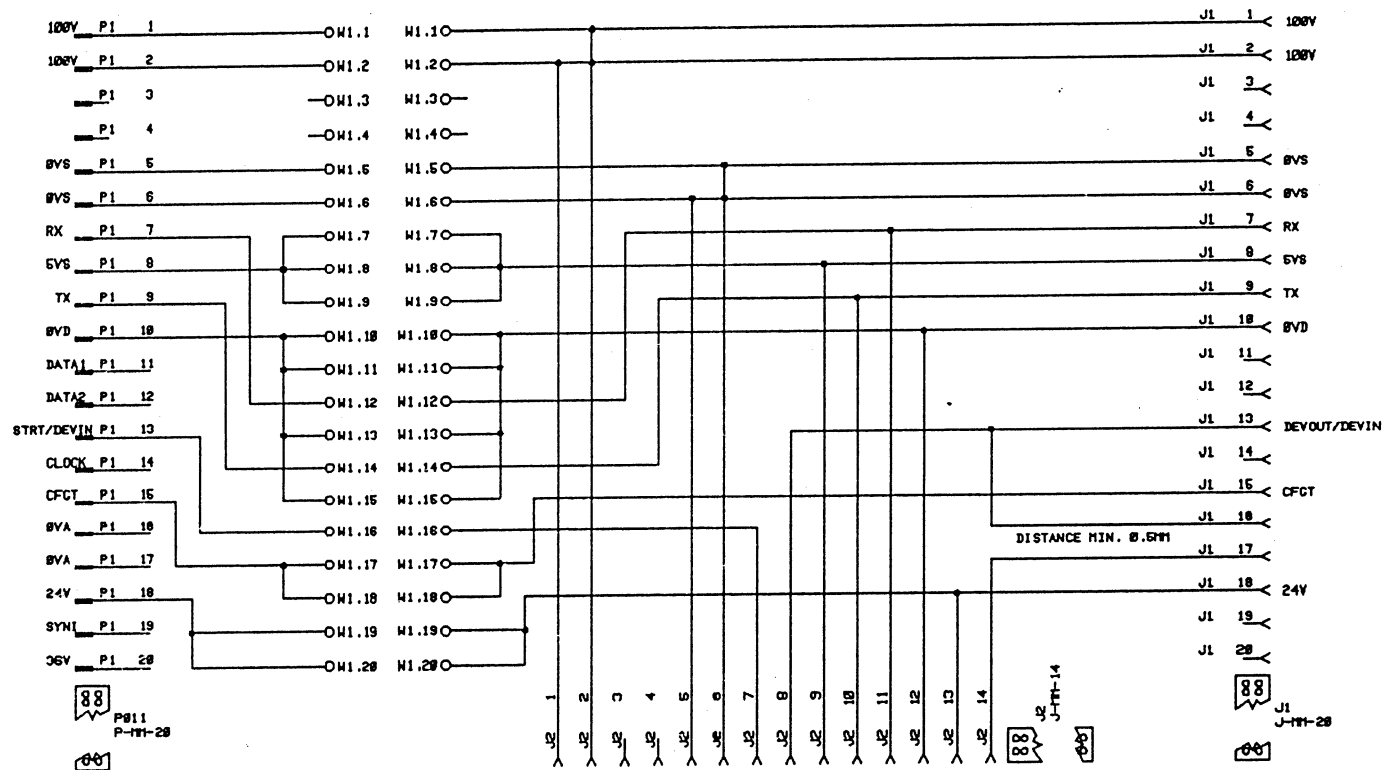 100V P1 1 W1.1 W1.1 J1 1 100V
100V P1 2 W1.2 W1.2 J1 2 100V
P1 3 W1.3 W1.3 J1 3
P1 4 W1.4 W1.4 J1 4
0VS P1 5 W1.5 W1.5 J1 5 0VS
0VS P1 6 W1.6 W1.6 J1 6 0VS
RX P1 7 W1.7 W1.7 J1 7 RX
5VS P1 8 W1.8 W1.8 J1 8 5VS
TX P1 9 W1.9 W1.9 J1 9 TX
0VD P1 10 W1.10 W1.10 J1 10 0VD
DATA1 P1 11 W1.11 W1.11 J1 11
DATA2 P1 12 W1.12 W1.12 J1 12
STRT/DEVIN P1 13 W1.13 W1.13 J1 13 DEVOUT/DEVIN
CLOCK P1 14 W1.14 W1.14 J1 14
CFGT P1 15 W1.15 W1.15 J1 15 CFGT
0VA P1 16 W1.16 W1.16 J1 16
DISTANCE MIN. 0.5MM
0VA P1 17 W1.17 W1.17 J1 17
24V P1 18 W1.18 W1.18 J1 18 24V
SYNI P1 19 W1.19 W1.19 J1 19
36V P1 20 W1.20 W1.20 J1 20
1 2 3 4 5 6 7 8 9 10 11 12 13 14
J2 J2 J2 J2 J2 J2 J2 J2 J2 J2 J2 J2 J2 J2
P011
P-MM-20
J2
J-MM-14
J1
J-MM-20